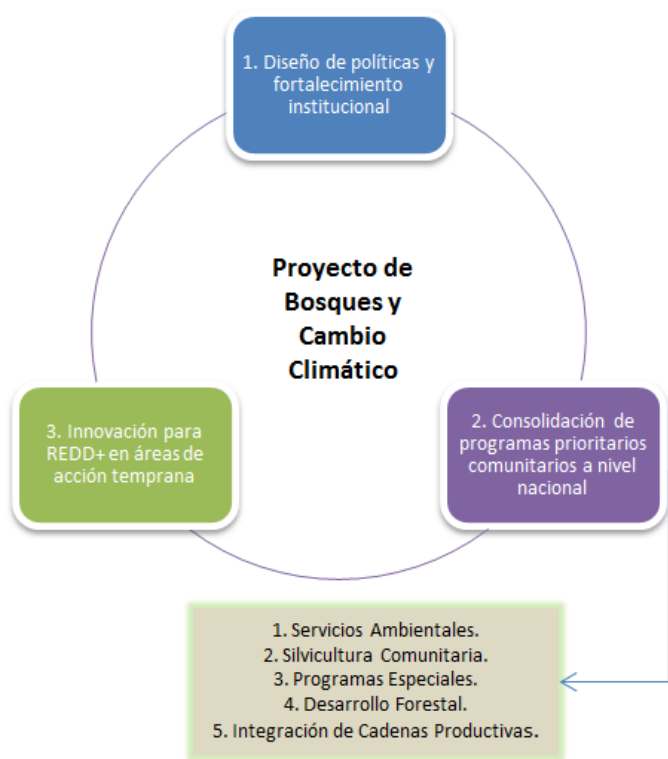 1. Diseño de políticas y
fortalecimiento
institucional
Proyecto de
Bosques y
Cambio
Climático
3. Innovación para
REDD+ en áreas de
acción temprana
2. Consolidación de
programas prioritarios
comunitarios a nivel
nacional
1. Servicios Ambientales.
2. Silvicultura Comunitaria.
3. Programas Especiales.
4. Desarrollo Forestal.
5. Integración de Cadenas Productivas.